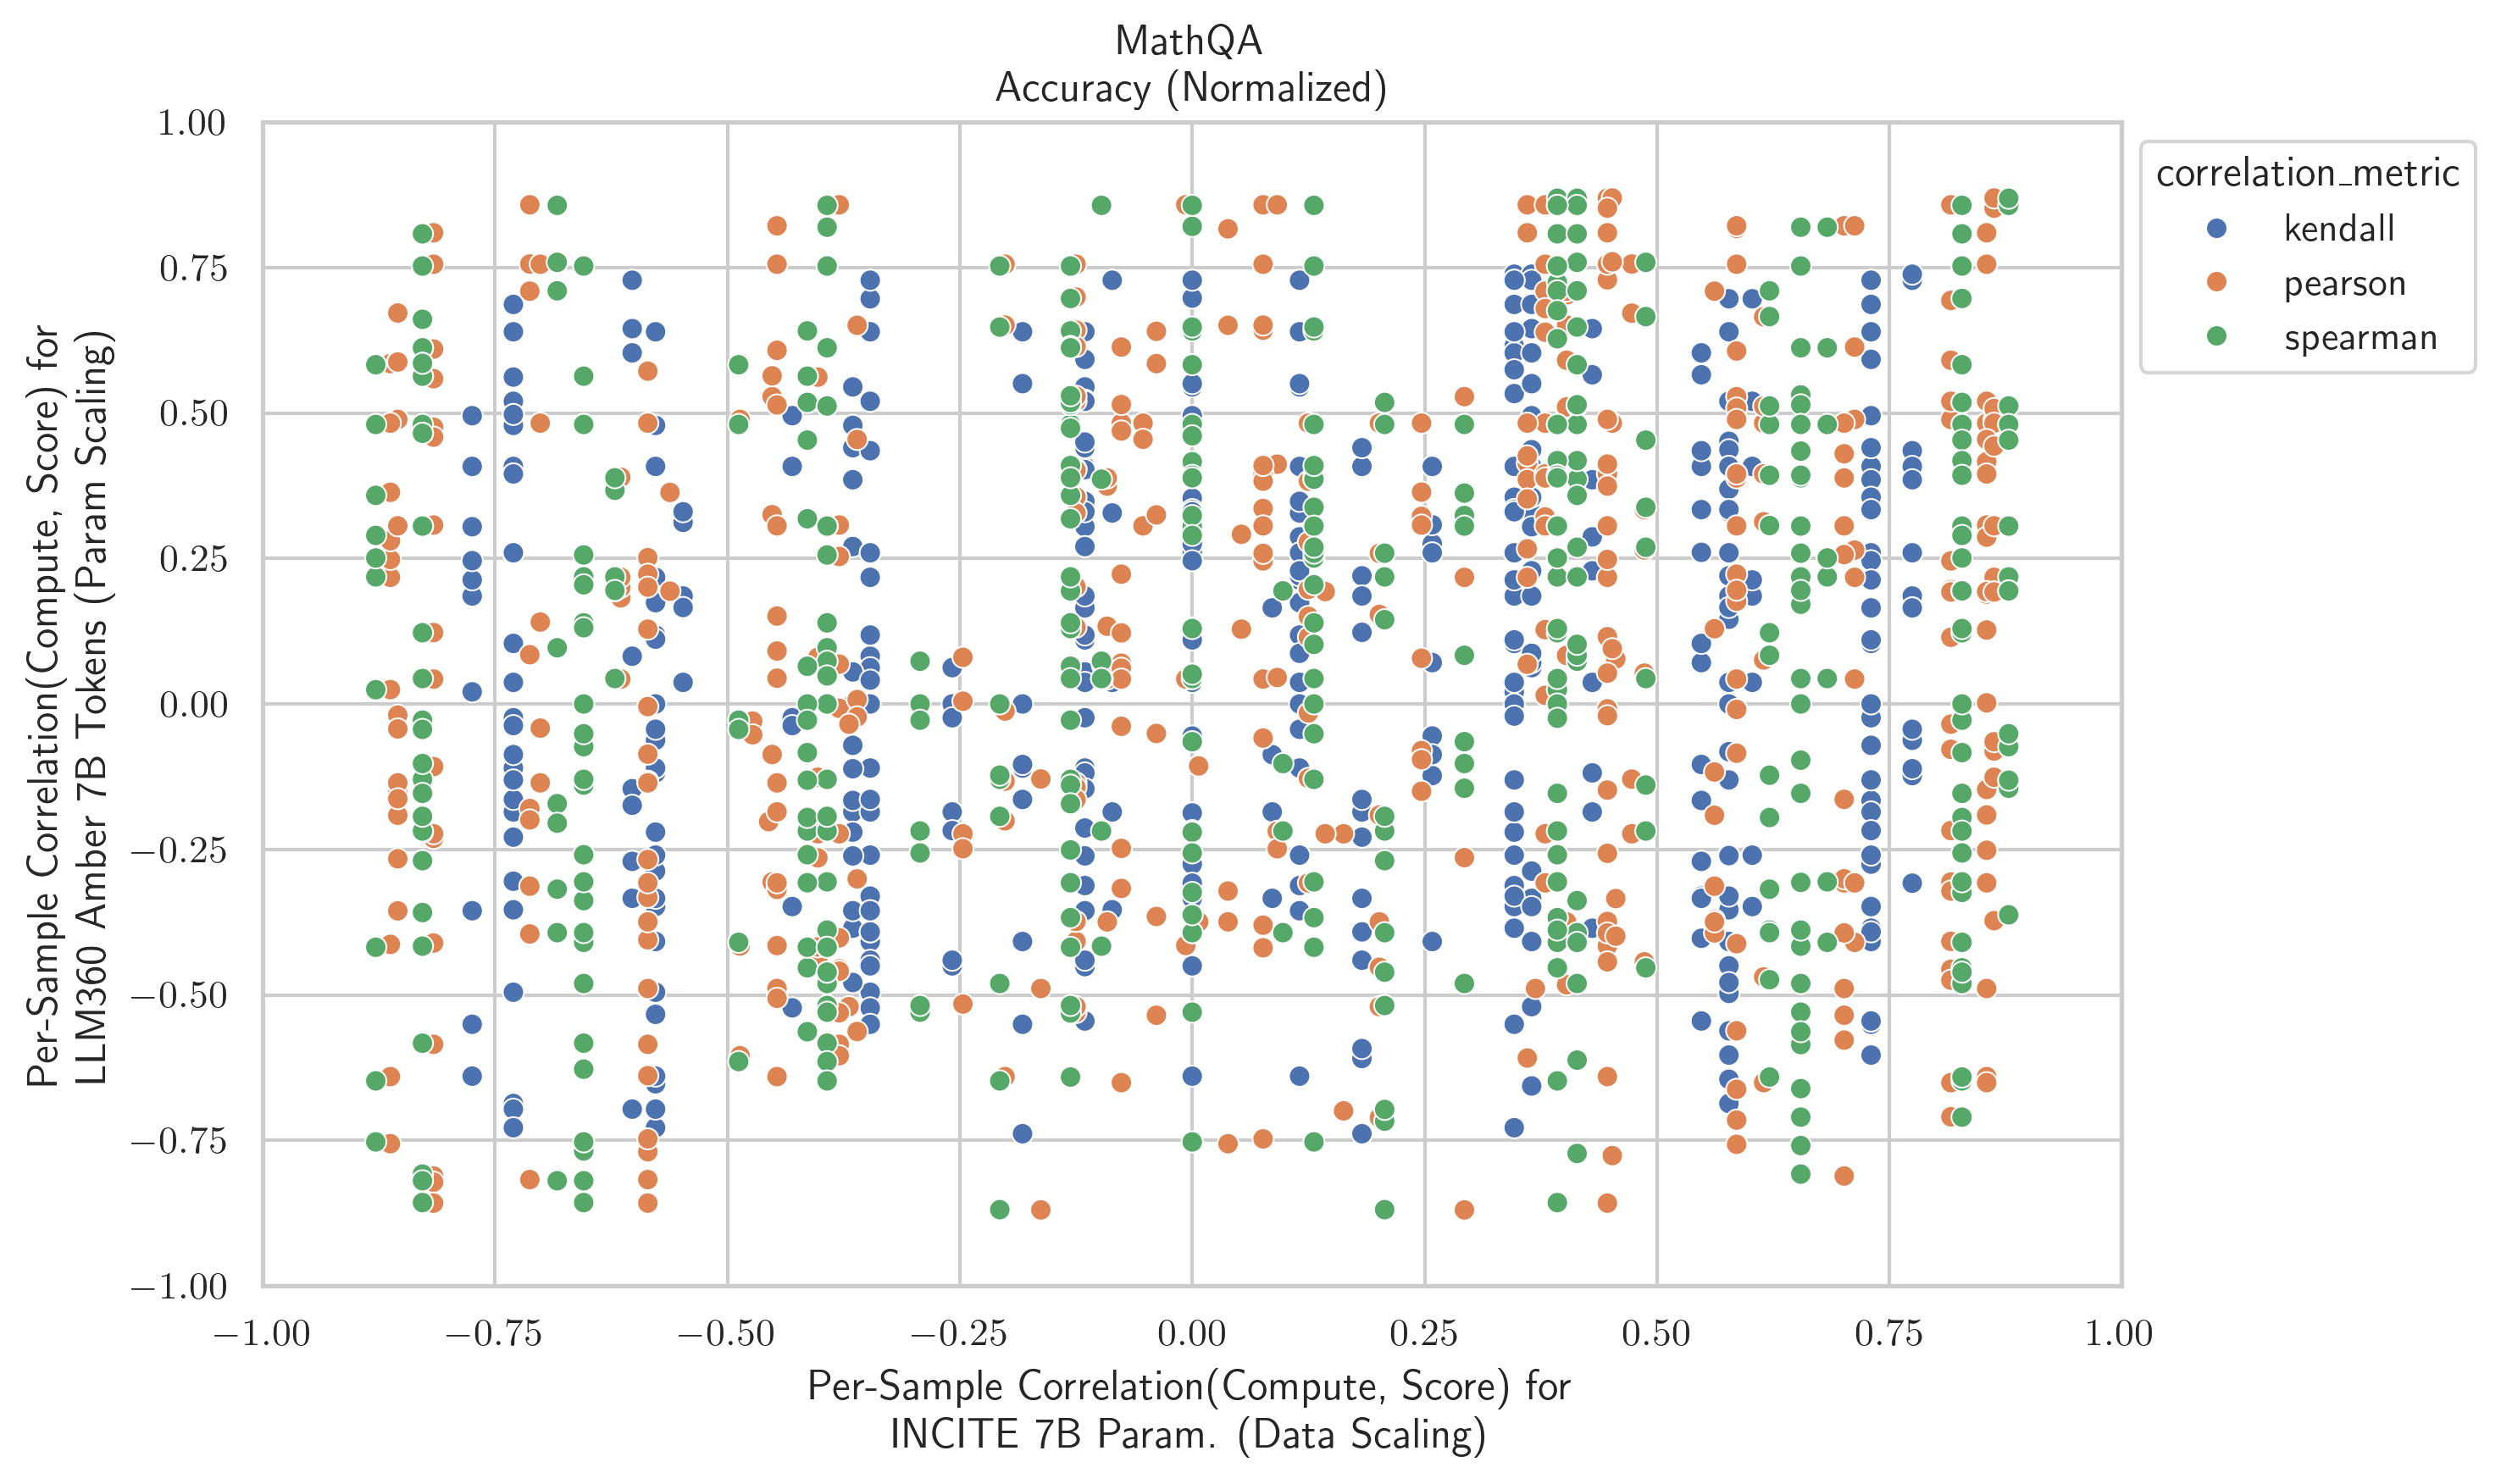 MathQA
Accuracy (Normalized)
Per-Sample Correlation(Compute, Score) for
LLM360 Amber 7B Tokens (Param Scaling)
1.00
0.75
0.50
0.25
0.00
−0.25
−0.50
−0.75
−1.00
−1.00
−0.75
−0.50
−0.25
0.00
0.25
0.50
0.75
1.00
Per-Sample Correlation(Compute, Score) for
INCITE 7B Param. (Data Scaling)
correlation_metric
kendall
pearson
spearman